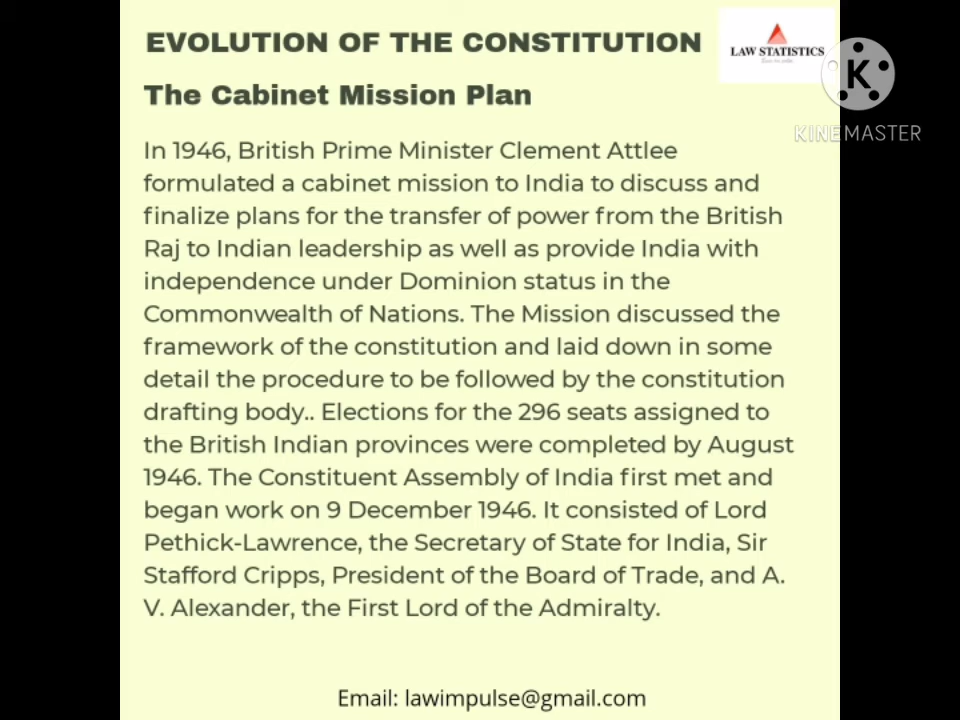 EVOLUTION OF THE CONSTITUTION
LAW STATISTICS
K
KINEMASTER
The Cabinet Mission Plan
In 1946, British Prime Minister Clement Attlee
formulated a cabinet mission to India to discuss and
finalize plans for the transfer of power from the British
Raj to Indian leadership as well as provide India with
independence under Dominion status in the
Commonwealth of Nations. The Mission discussed the
framework of the constitution and laid down in some
detail the procedure to be followed by the constitution
drafting body.. Elections for the 296 seats assigned to
the British Indian provinces were completed by August
1946. The Constituent Assembly of India first met and
began work on 9 December 1946. It consisted of Lord
Pethick-Lawrence, the Secretary of State for India, Sir
Stafford Cripps, President of the Board of Trade, and A.
V. Alexander, the First Lord of the Admiralty.
Email: lawimpulse@gmail.com